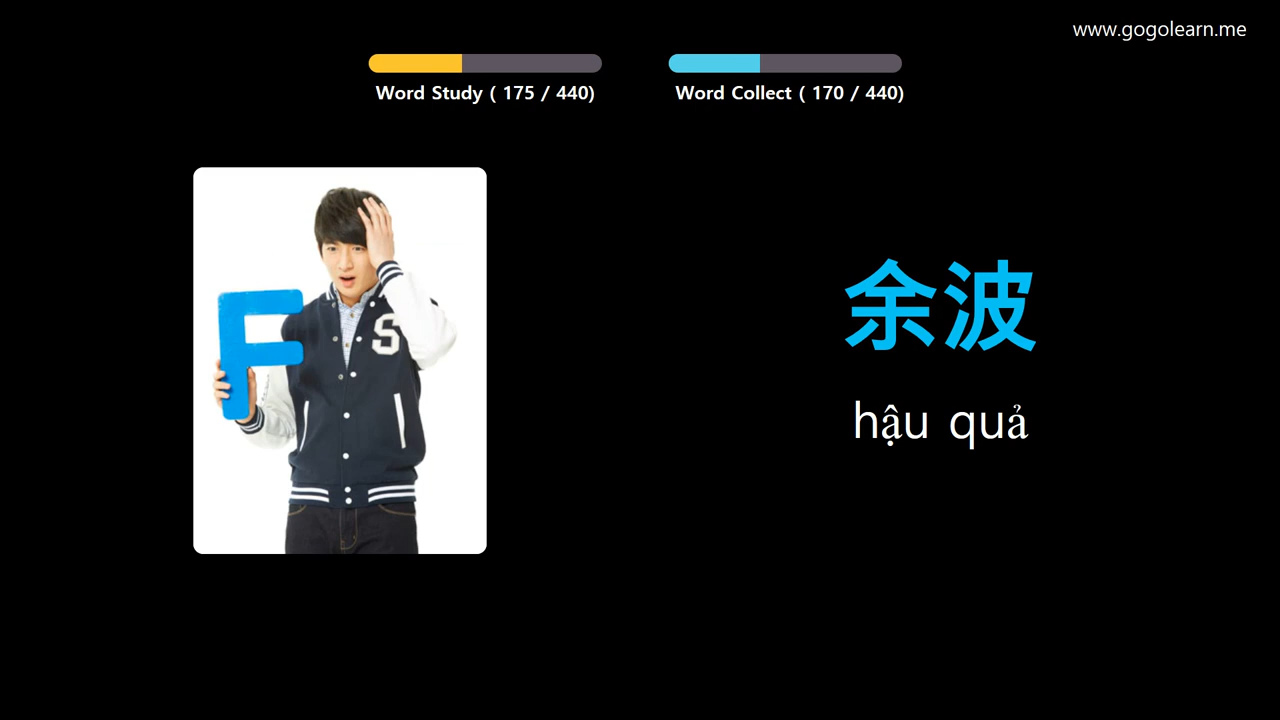 www.gogolearn.me
Word Study ( 175 / 440)
Word Collect ( 170 / 440)
F
S
余波
hậu quả